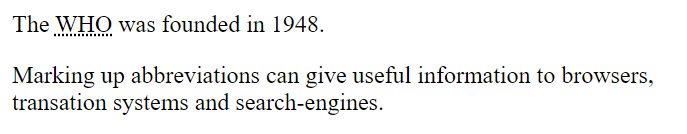 The WHO was founded in 1948.
Marking up abbreviations can give useful information to browsers,
transation systems and search-engines.